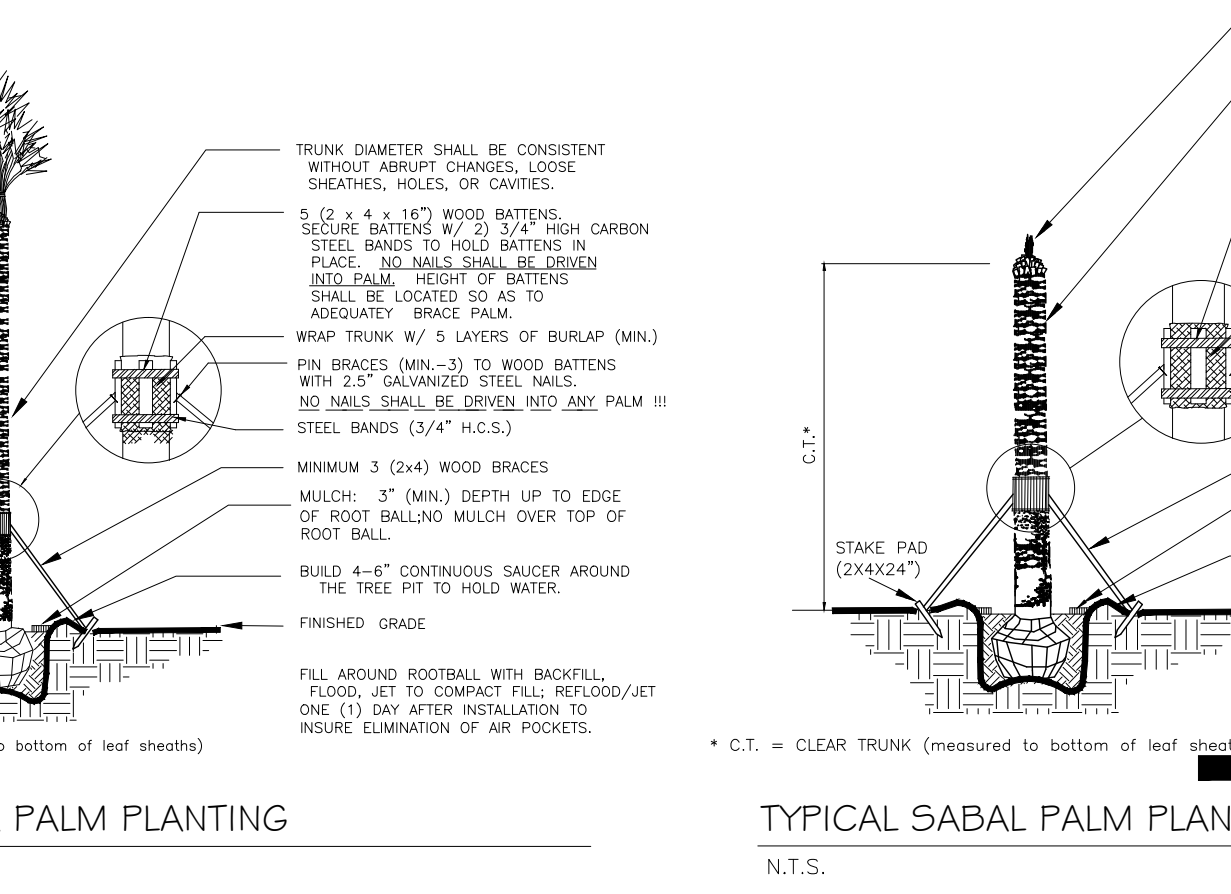 TRUNK DIAMETER SHALL BE CONSISTENT
WITHOUT ABRUPT CHANGES, LOOSE
SHEATHES, HOLES, OR CAVITIES.
5 (2 x 4 x 16") WOOD BATTENS.
SECURE BATTENS W/ 2) 3/4" HIGH CARBON
STEEL BANDS TO HOLD BATTENS IN
PLACE. NO NAILS SHALL BE DRIVEN
INTO PALM. HEIGHT OF BATTENS
SHALL BE LOCATED SO AS TO
ADEQUATEY BRACE PALM.
WRAP TRUNK W/ 5 LAYERS OF BURLAP (MIN.)
PIN BRACES (MIN.-3) TO WOOD BATTENS
WITH 2.5" GALVANIZED STEEL NAILS.
NO NAILS SHALL BE DRIVEN INTO ANY PALM !!!
STEEL BANDS (3/4" H.C.S.)
MINIMUM 3 (2x4) WOOD BRACES
MULCH: 3" (MIN.) DEPTH UP TO EDGE
OF ROOT BALL;NO MULCH OVER TOP OF
ROOT BALL.
BUILD 4-6" CONTINUOUS SAUCER AROUND
THE TREE PIT TO HOLD WATER.
FINISHED GRADE
FILL AROUND ROOTBALL WITH BACKFILL,
FLOOD, JET TO COMPACT FILL; REFLOOD/JET
ONE (1) DAY AFTER INSTALLATION TO
INSURE ELIMINATION OF AIR POCKETS.
o bottom of leaf sheaths)
PALM PLANTING
C.T.*
STAKE PAD
(2X4X24")
* C.T. = CLEAR TRUNK (measured to bottom of leaf sheat
TYPICAL SABAL PALM PLAN
N.T.S.